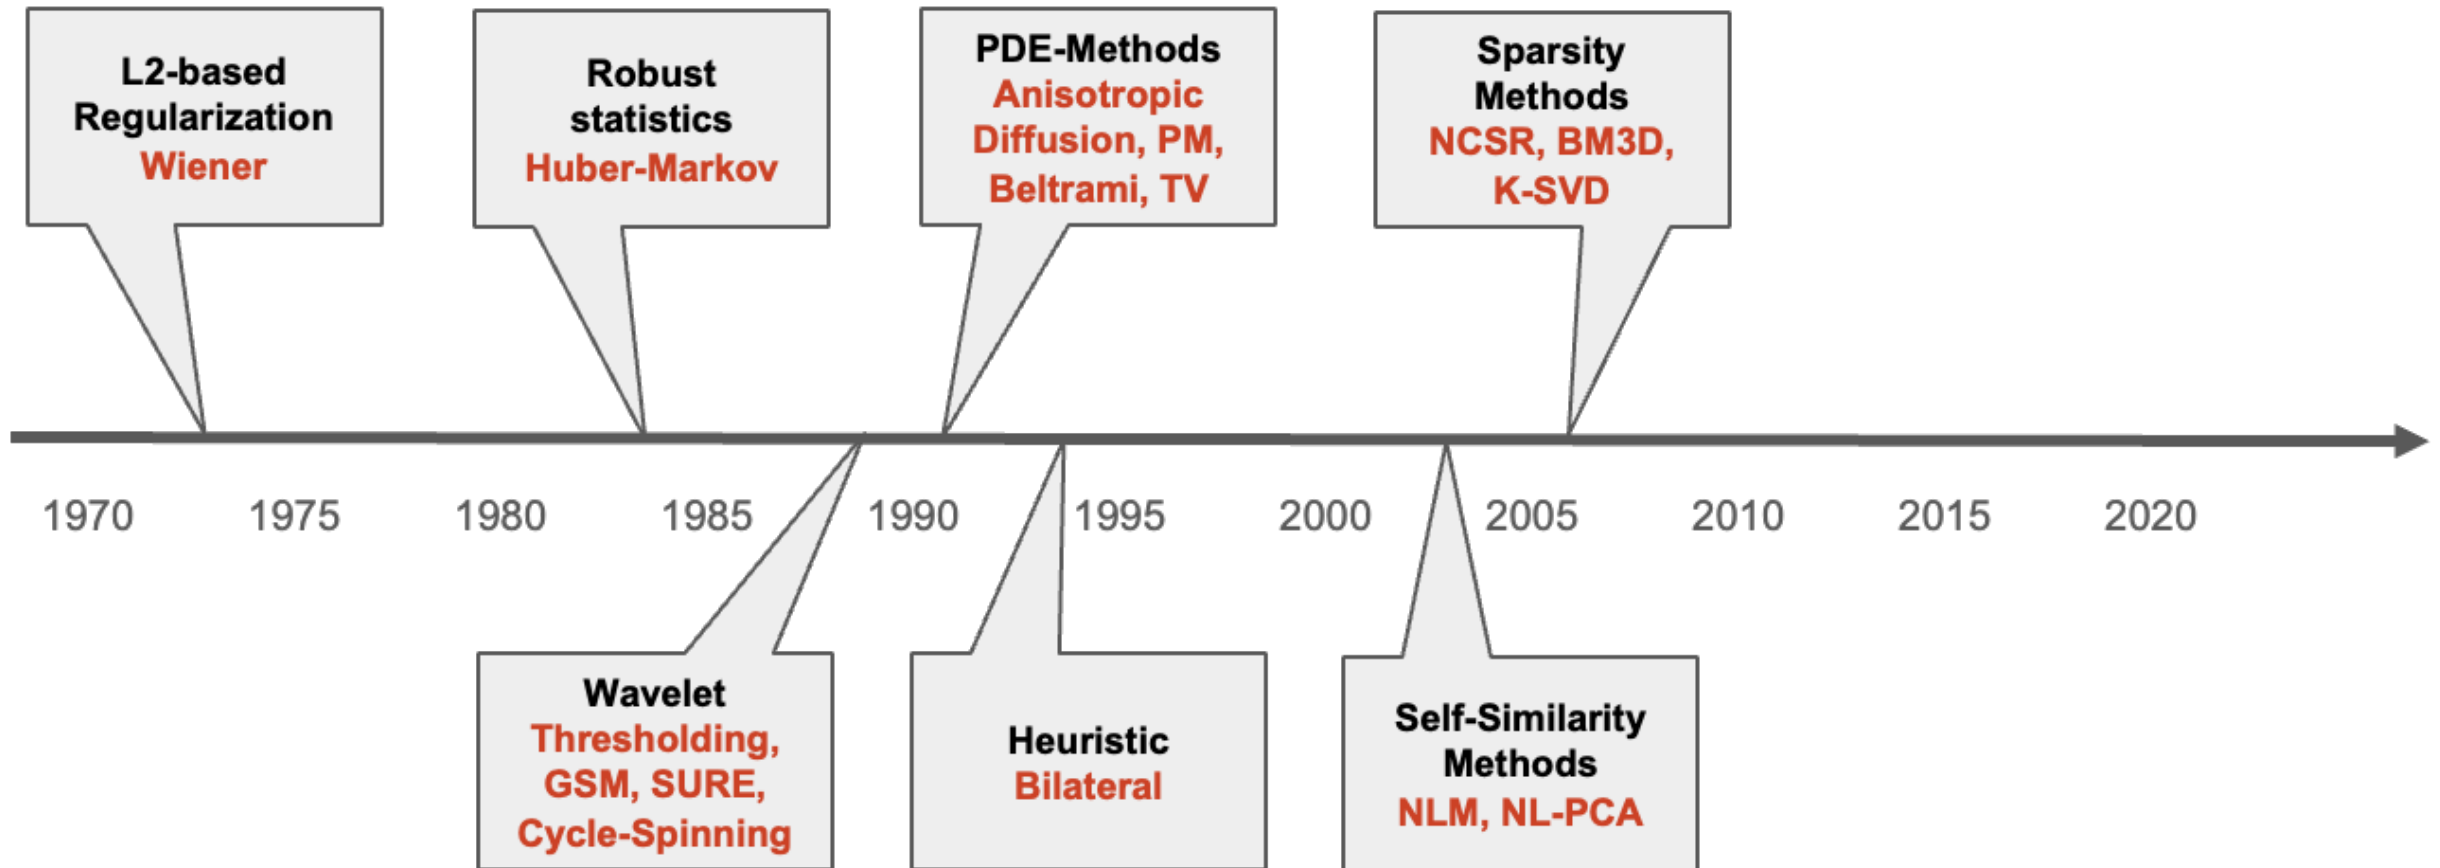 L2-based
Regularization
Wiener
Robust
statistics
Huber-Markov
PDE-Methods
Anisotropic
Diffusion, PM,
Beltrami, TV
Sparsity
Methods
NCSR, BM3D,
K-SVD
1970 1975 1980 1985 1990 1995 2000 2005 2010 2015 2020
Wavelet
Thresholding,
GSM, SURE,
Cycle-Spinning
Heuristic
Bilateral
Self-Similarity
Methods
NLM, NL-PCA